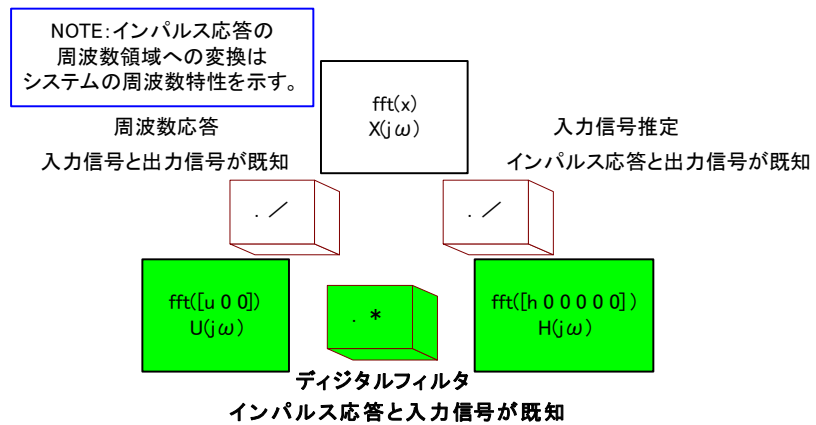 NOTE:インパルス応答の
周波数領域への変換は
システムの周波数特性を示す。
fft(x)
X(jω)
周波数応答
入力信号と出力信号が既知
入力信号推定
インパルス応答と出力信号が既知
. ／
. ／
fft([u 0 0])
U(jω)
. *
fft([h 0 0 0 0 0])
H(jω)
ディジタルフィルタ
インパルス応答と入力信号が既知